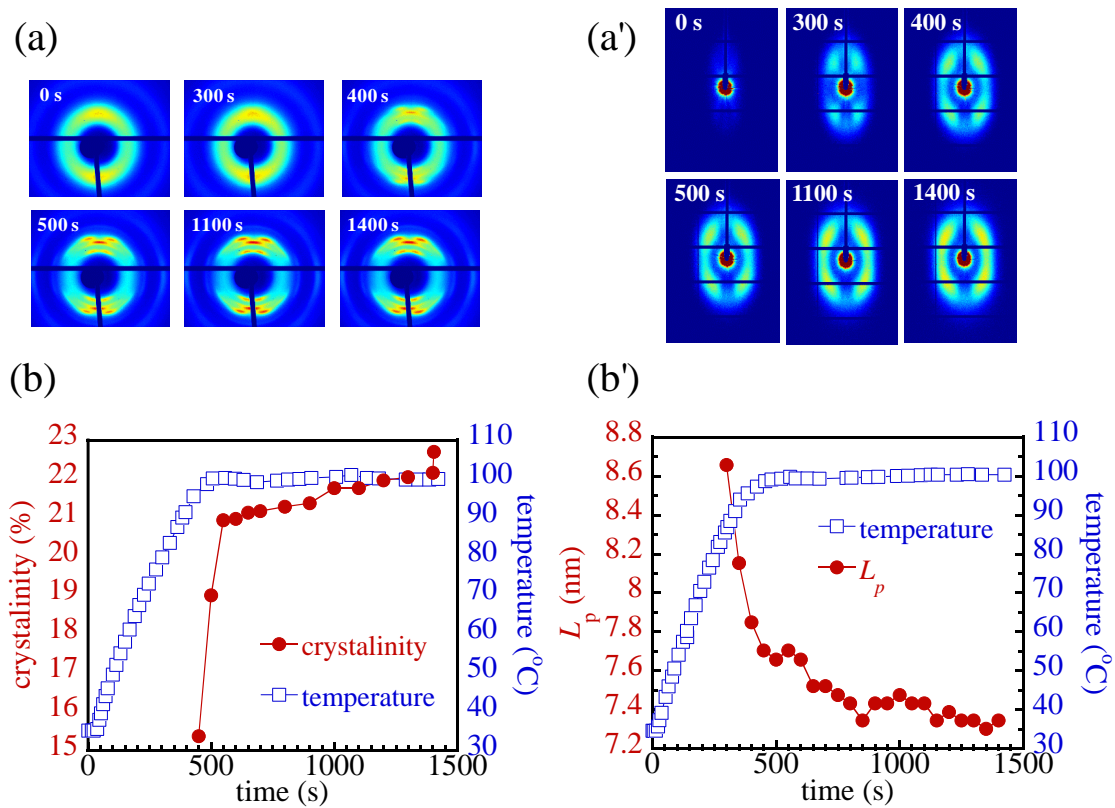 (a)
0 s
300 s
400 s
500 s
1100 s
1400 s
(a')
0 s
300 s
400 s
500 s
1100 s
1400 s
(b)
crystalinity (%)
23
22
21
20
19
18
17
16
15
110
100
90
80
70
60
50
40
30
temperature (°C)
crystalinity
temperature
0
500
1000
1500
time (s)
(b')
L_p (nm)
8.8
8.6
8.4
8.2
8
7.8
7.6
7.4
7.2
110
100
90
80
70
60
50
40
30
temperature (°C)
temperature
L_p
0
500
1000
1500
time (s)